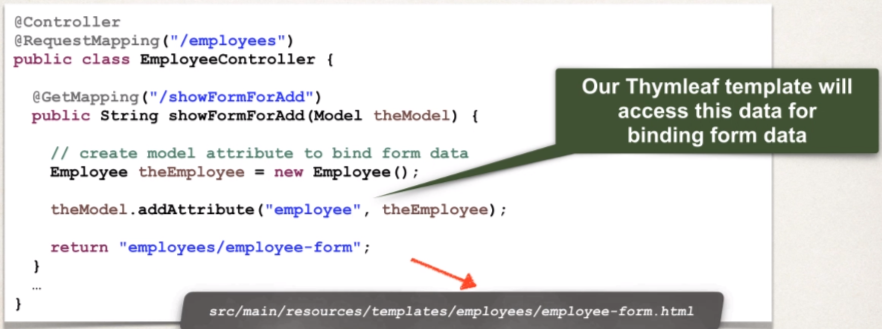 @Controller
@RequestMapping("/employees")
public class EmployeeController {
@GetMapping("/showFormForAdd")
public String showFormForAdd(Model theModel) {
// create model attribute to bind form data
Employee theEmployee = new Employee();
theModel.addAttribute("employee", theEmployee);
return "employees/employee-form";
}
…
}
Our Thymleaf template will
access this data for
binding form data
src/main/resources/templates/employees/employee-form.html